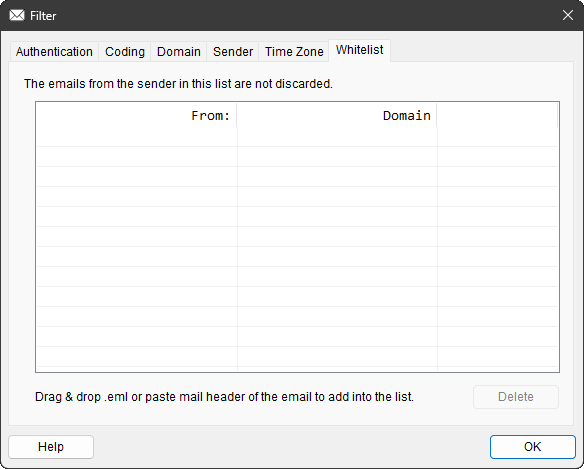 Filter
Authentication Coding Domain Sender Time Zone Whitelist
The emails from the sender in this list are not discarded.
From: Domain
Drag & drop .eml or paste mail header of the email to add into the list. Delete
Help OK